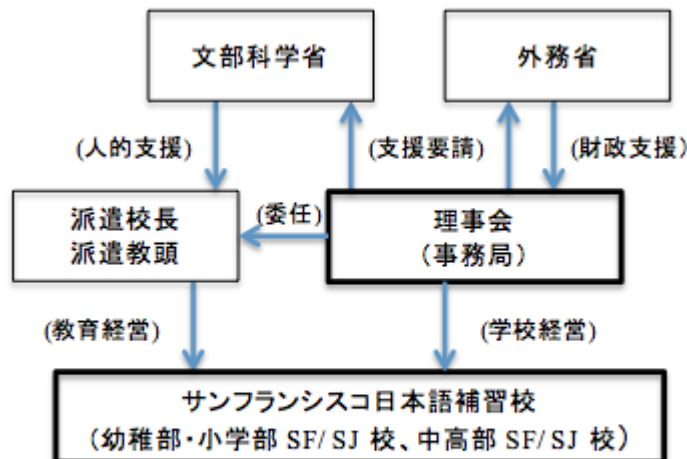 文部科学省
外務省
(人的支援)
(支援要請)
(財政支援)
派遣校長
派遣教頭
(委任)
理事会
（事務局）
(教育経営)
(学校経営)
サンフランシスコ日本語補習校
（幼稚部・小学部 SF/ SJ 校、中高部 SF/ SJ 校）